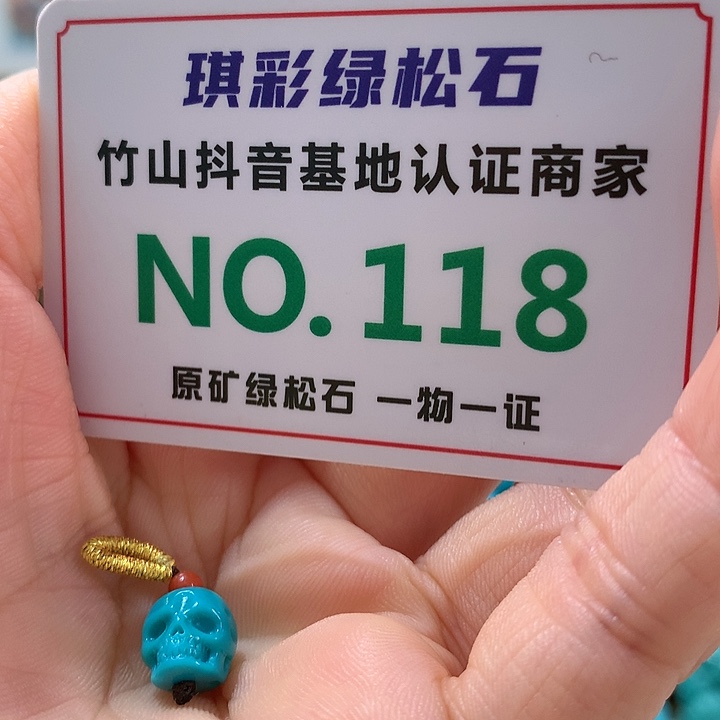 琪彩绿松石
竹山抖音基地认证商家
NO.118
原矿绿松石 一物一证